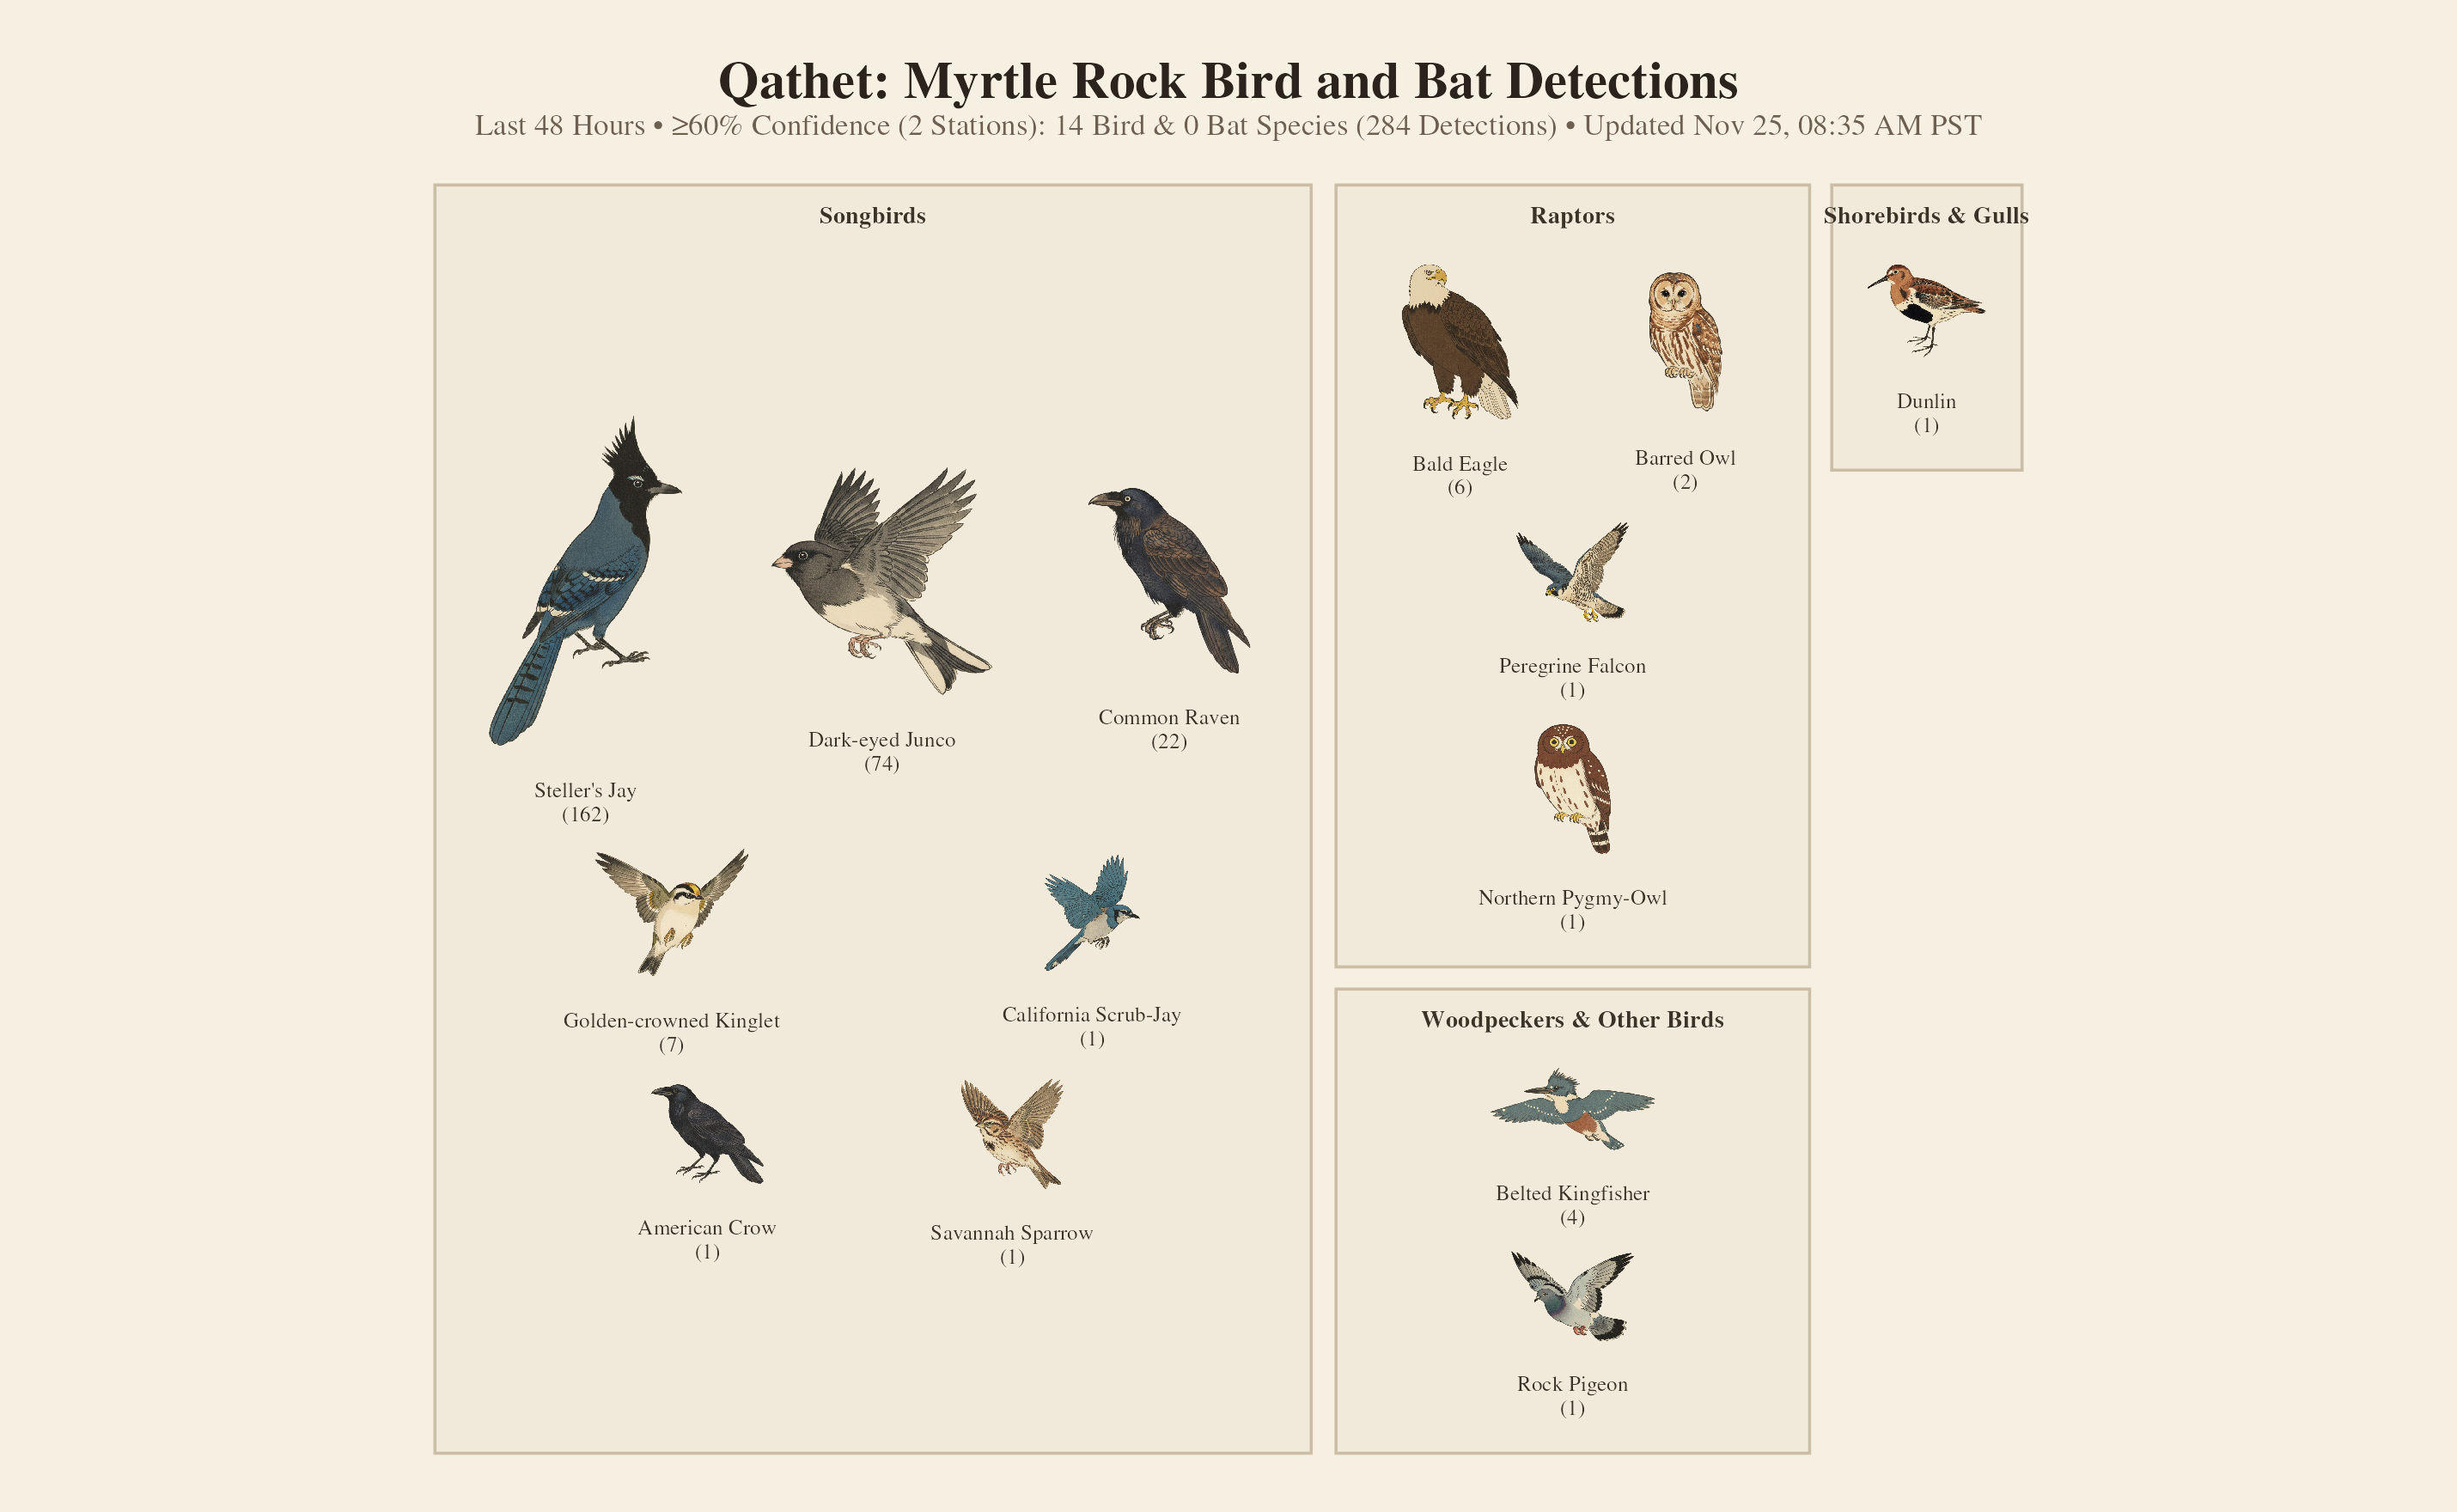 Qathet: Myrtle Rock Bird and Bat Detections
Last 48 Hours • ≥60% Confidence (2 Stations): 14 Bird & 0 Bat Species (284 Detections) • Updated Nov 25, 08:35 AM PST
Songbirds
Steller's Jay
(162)
Dark-eyed Junco
(74)
Common Raven
(22)
Golden-crowned Kinglet
(7)
California Scrub-Jay
(1)
American Crow
(1)
Savannah Sparrow
(1)
Raptors
Bald Eagle
(6)
Barred Owl
(2)
Peregrine Falcon
(1)
Northern Pygmy-Owl
(1)
Woodpeckers & Other Birds
Belted Kingfisher
(4)
Rock Pigeon
(1)
Shorebirds & Gulls
Dunlin
(1)